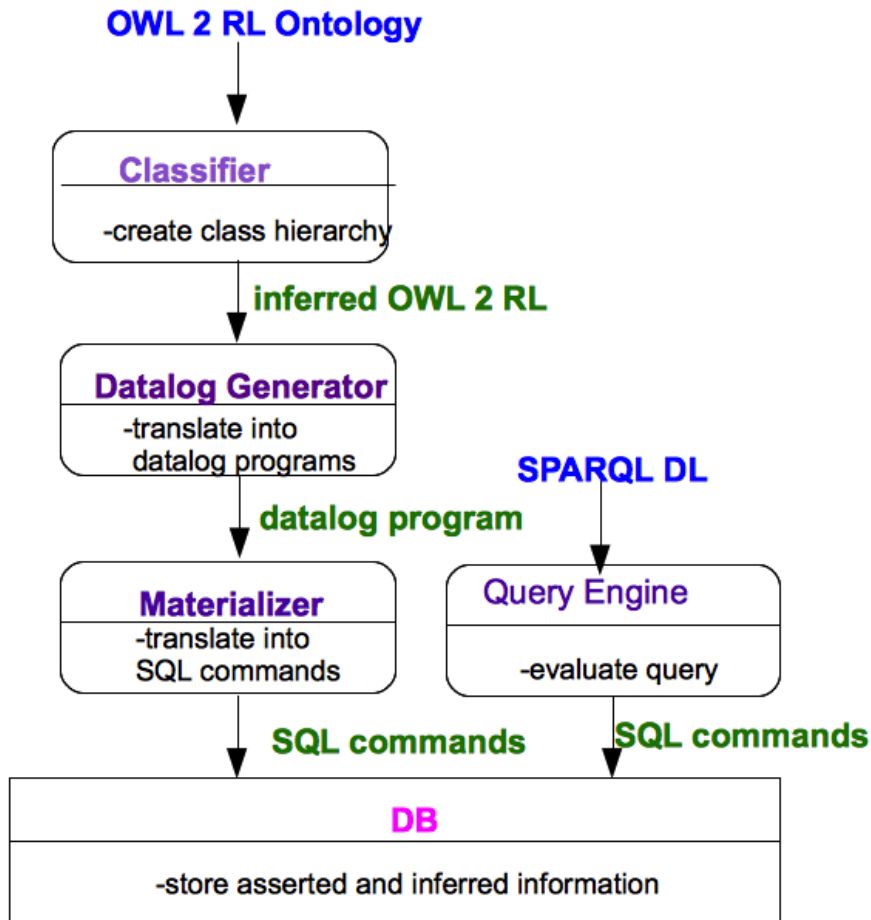 OWL 2 RL Ontology
Classifier
-create class hierarchy
inferred OWL 2 RL
Datalog Generator
-translate into
datalog programs
SPARQL DL
datalog program
Materializer
-translate into
SQL commands
Query Engine
-evaluate query
SQL commands
SQL commands
DB
-store asserted and inferred information